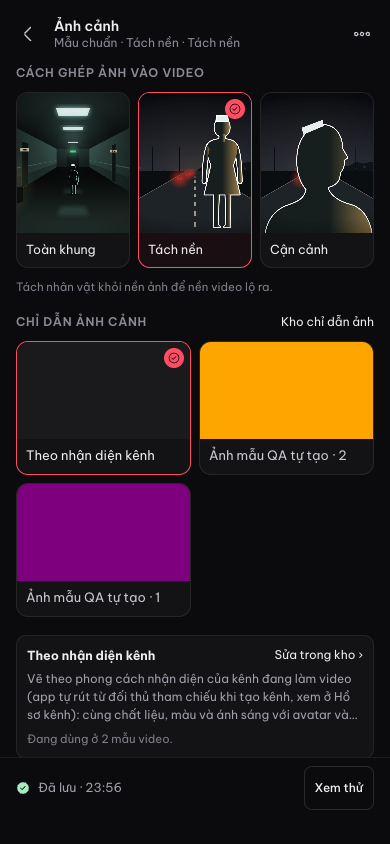 Ảnh cảnh
Mẫu chuẩn · Tách nền · Tách nền
CÁCH GHÉP ẢNH VÀO VIDEO
Toàn khung
Tách nền
Cận cảnh
Tách nhân vật khỏi nền ảnh để nền video lộ ra.
CHỈ DẪN ẢNH CẢNH
Kho chỉ dẫn ảnh
Theo nhận diện kênh
Ảnh mẫu QA tự tạo · 2
Ảnh mẫu QA tự tạo · 1
Theo nhận diện kênh
Sửa trong kho ›
Vẽ theo phong cách nhận diện của kênh đang làm video
(app tự rút từ đối thủ tham chiếu khi tạo kênh, xem ở Hồ
sơ kênh): cùng chất liệu, màu và ánh sáng với avatar và...
Đang dùng ở 2 mẫu video.
Đã lưu · 23:56
Xem thử